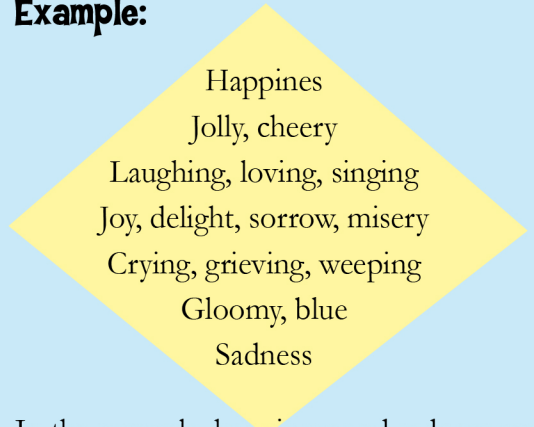 Example:
Happines
Jolly, cheery
Laughing, loving, singing
Joy, delight, sorrow, misery
Crying, grieving, weeping
Gloomy, blue
Sadness